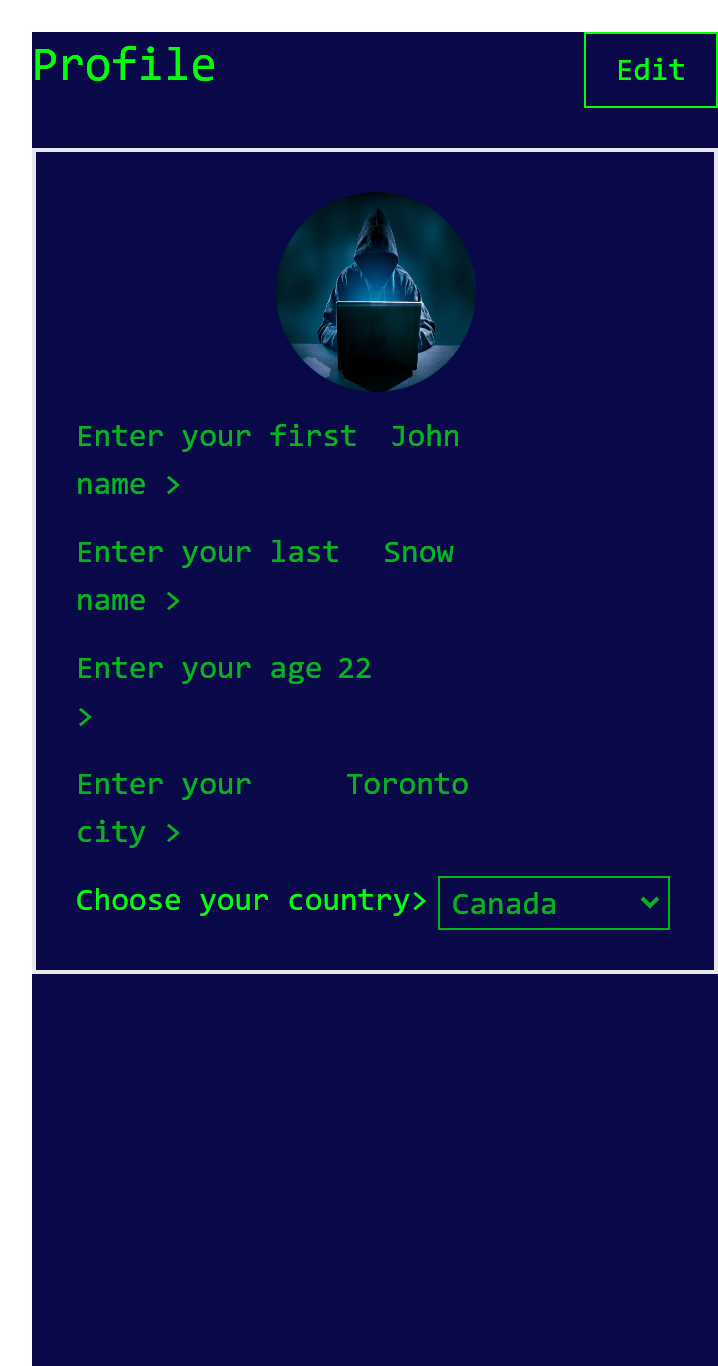 Profile
Edit
Enter your first name > John
Enter your last name > Snow
Enter your age > 22
Enter your city > Toronto
Choose your country> Canada